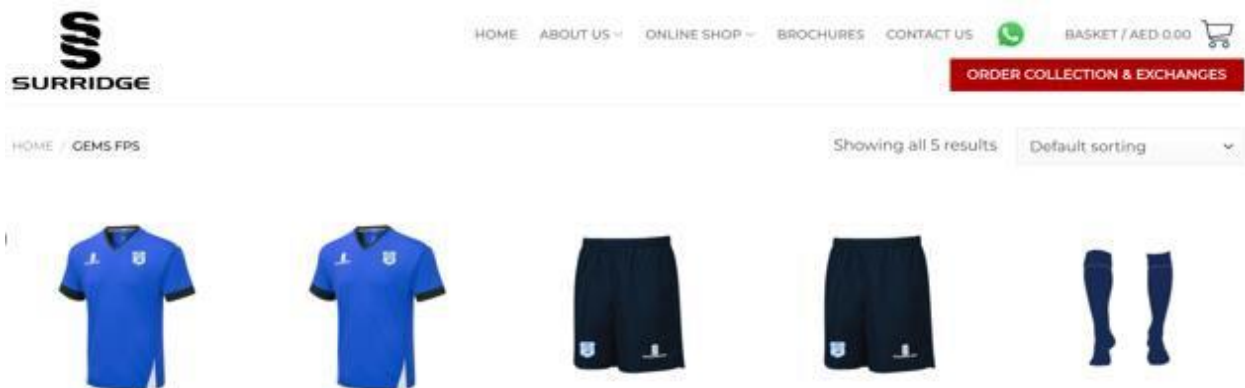 SURRIDGE
HOME ABOUT US ONLINE SHOP BROCHURES CONTACT US BASKET / AED 0.00
ORDER COLLECTION & EXCHANGES
HOME / GEMS FPS
Showing all 5 results Default sorting